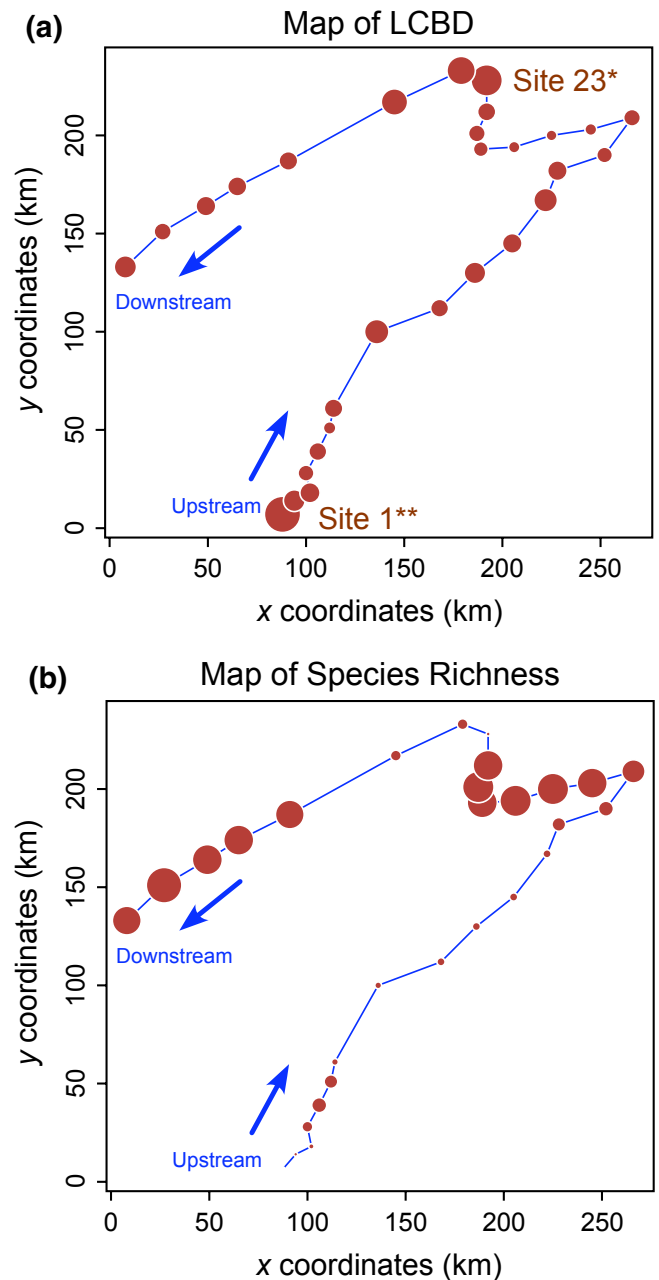 (a)
Map of LCBD
Site 23*
Downstream
Upstream
Site 1**
0
50
100
150
200
0
50
100
150
200
250
y coordinates (km)
x coordinates (km)
(b)
Map of Species Richness
Downstream
Upstream
0
50
100
150
200
0
50
100
150
200
250
y coordinates (km)
x coordinates (km)